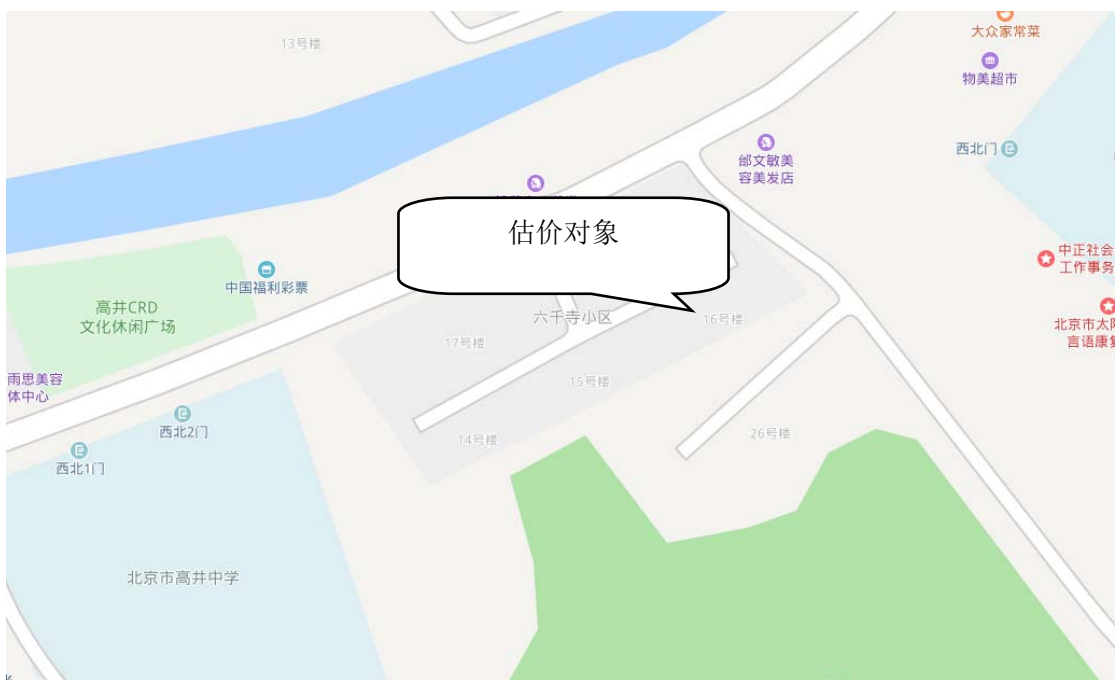 大众家常菜
13号楼
物美超市
西北门
邰文敏美
容美发店
估价对象
中正社会
工作事务
中国福利彩票
高井CRD
文化休闲广场
六千寺小区
16号楼
北京市太阳
言语康复
17号楼
雨思美容
体中心
15号楼
西北2门
14号楼
26号楼
西北1门
北京市高井中学